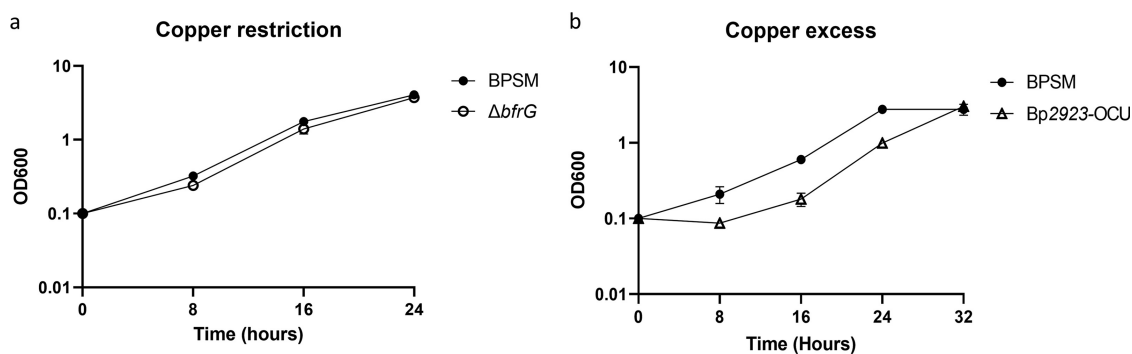 a
Copper restriction
OD600
10
1
0.1
0.01
0
8
16
24
Time (hours)
BPSM
ΔbfrG
b
Copper excess
OD600
10
1
0.1
0.01
0
8
16
24
32
Time (Hours)
BPSM
Bp2923-OCU